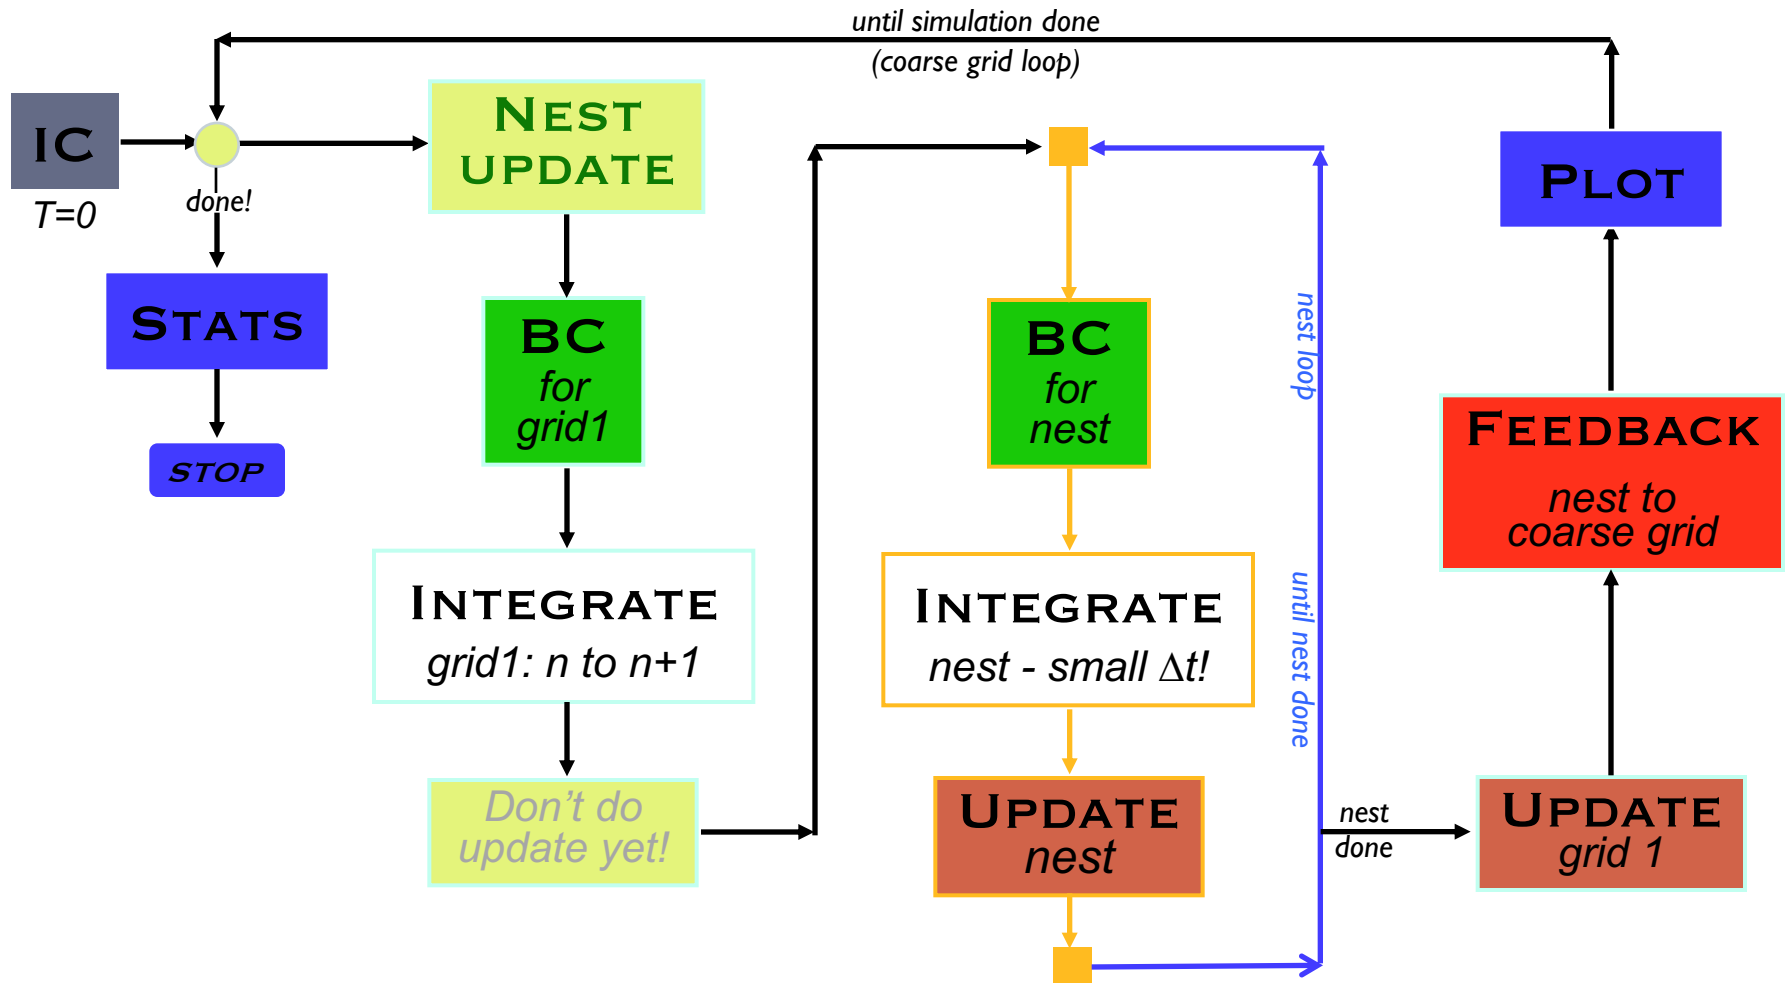 until simulation done
(coarse grid loop)
IC
T=0
done!
STATS
STOP
NEST
UPDATE
BC
for
grid1
INTEGRATE
grid1: n to n+1
Don't do
update yet!
BC
for
nest
INTEGRATE
nest - small Δt!
UPDATE
nest
nest loop
until nest done
nest
done
UPDATE
grid 1
FEEDBACK
nest to
coarse grid
PLOT